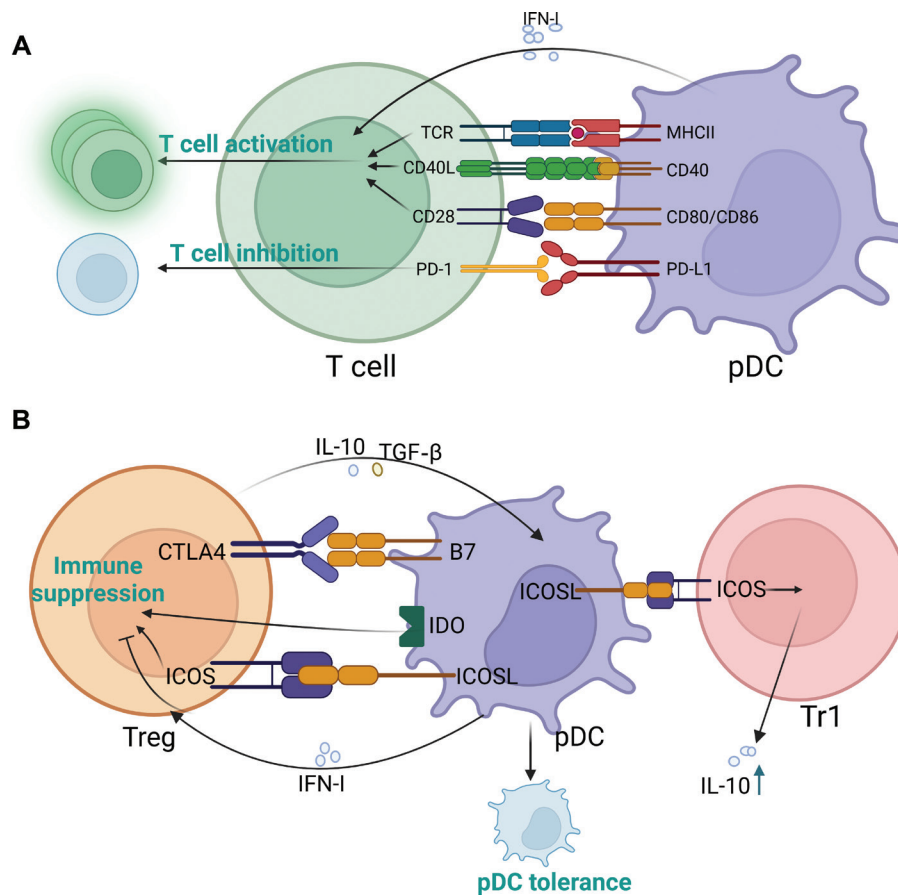 A
IFN-I
TCR
MHCII
T cell activation
CD40L
CD40
CD28
CD80/CD86
T cell inhibition
PD-1
PD-L1
T cell
pDC
B
IL-10
TGF-β
CTLA4
B7
Immune
suppression
ICOSL
ICOS
IDO
ICOS
ICOSL
Treg
pDC
Tr1
IFN-I
IL-10
pDC tolerance